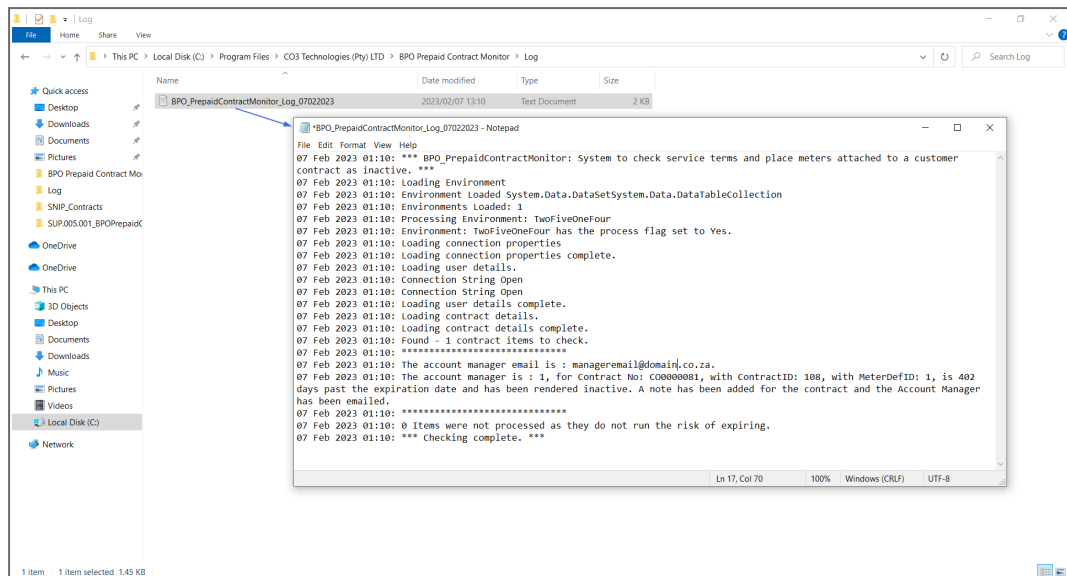 Log
File Home Share View
This PC > Local Disk (C:) > Program Files > CO3 Technologies (Pty) LTD > BPO Prepaid Contract Monitor > Log
Search Log
Name Date modified Type Size
BPO_PrepaidContractMonitor_Log_07022023 2023/02/07 13:10 Text Document 2 KB
Quick access
Desktop
Downloads
Documents
Pictures
BPO Prepaid Contract Mo
Log
SNIP_Contracts
SUP.005.001_BPOPrepaidC
OneDrive
OneDrive
This PC
3D Objects
Desktop
Documents
Downloads
Music
Pictures
Videos
Local Disk (C:)
Network
*BPO_PrepaidContractMonitor_Log_07022023 - Notepad
File Edit Format View Help
07 Feb 2023 01:10: *** BPO_PrepaidContractMonitor: System to check service terms and place meters attached to a customer
contract as inactive. ***
07 Feb 2023 01:10: Loading Environment
07 Feb 2023 01:10: Environment Loaded System.Data.DataSetSystem.Data.DataTableCollection
07 Feb 2023 01:10: Environments Loaded: 1
07 Feb 2023 01:10: Processing Environment: TwoFiveOneFour
07 Feb 2023 01:10: Environment: TwoFiveOneFour has the process flag set to Yes.
07 Feb 2023 01:10: Loading connection properties
07 Feb 2023 01:10: Loading connection properties complete.
07 Feb 2023 01:10: Loading user details.
07 Feb 2023 01:10: Connection String Open
07 Feb 2023 01:10: Connection String Open
07 Feb 2023 01:10: Loading user details complete.
07 Feb 2023 01:10: Loading contract details.
07 Feb 2023 01:10: Loading contract details complete.
07 Feb 2023 01:10: Found - 1 contract items to check.
07 Feb 2023 01:10: ******************************
07 Feb 2023 01:10: The account manager email is : manageremail@domain.co.za.
07 Feb 2023 01:10: The account manager is : 1, for Contract No: CO0000081, with ContractID: 108, with MeterDefID: 1, is 402
days past the expiration date and has been rendered inactive. A note has been added for the contract and the Account Manager
has been emailed.
07 Feb 2023 01:10: ******************************
07 Feb 2023 01:10: 0 Items were not processed as they do not run the risk of expiring.
07 Feb 2023 01:10: *** Checking complete. ***
Ln 17, Col 70 100% Windows (CRLF) UTF-8
1 item 1 item selected 1.45 KB